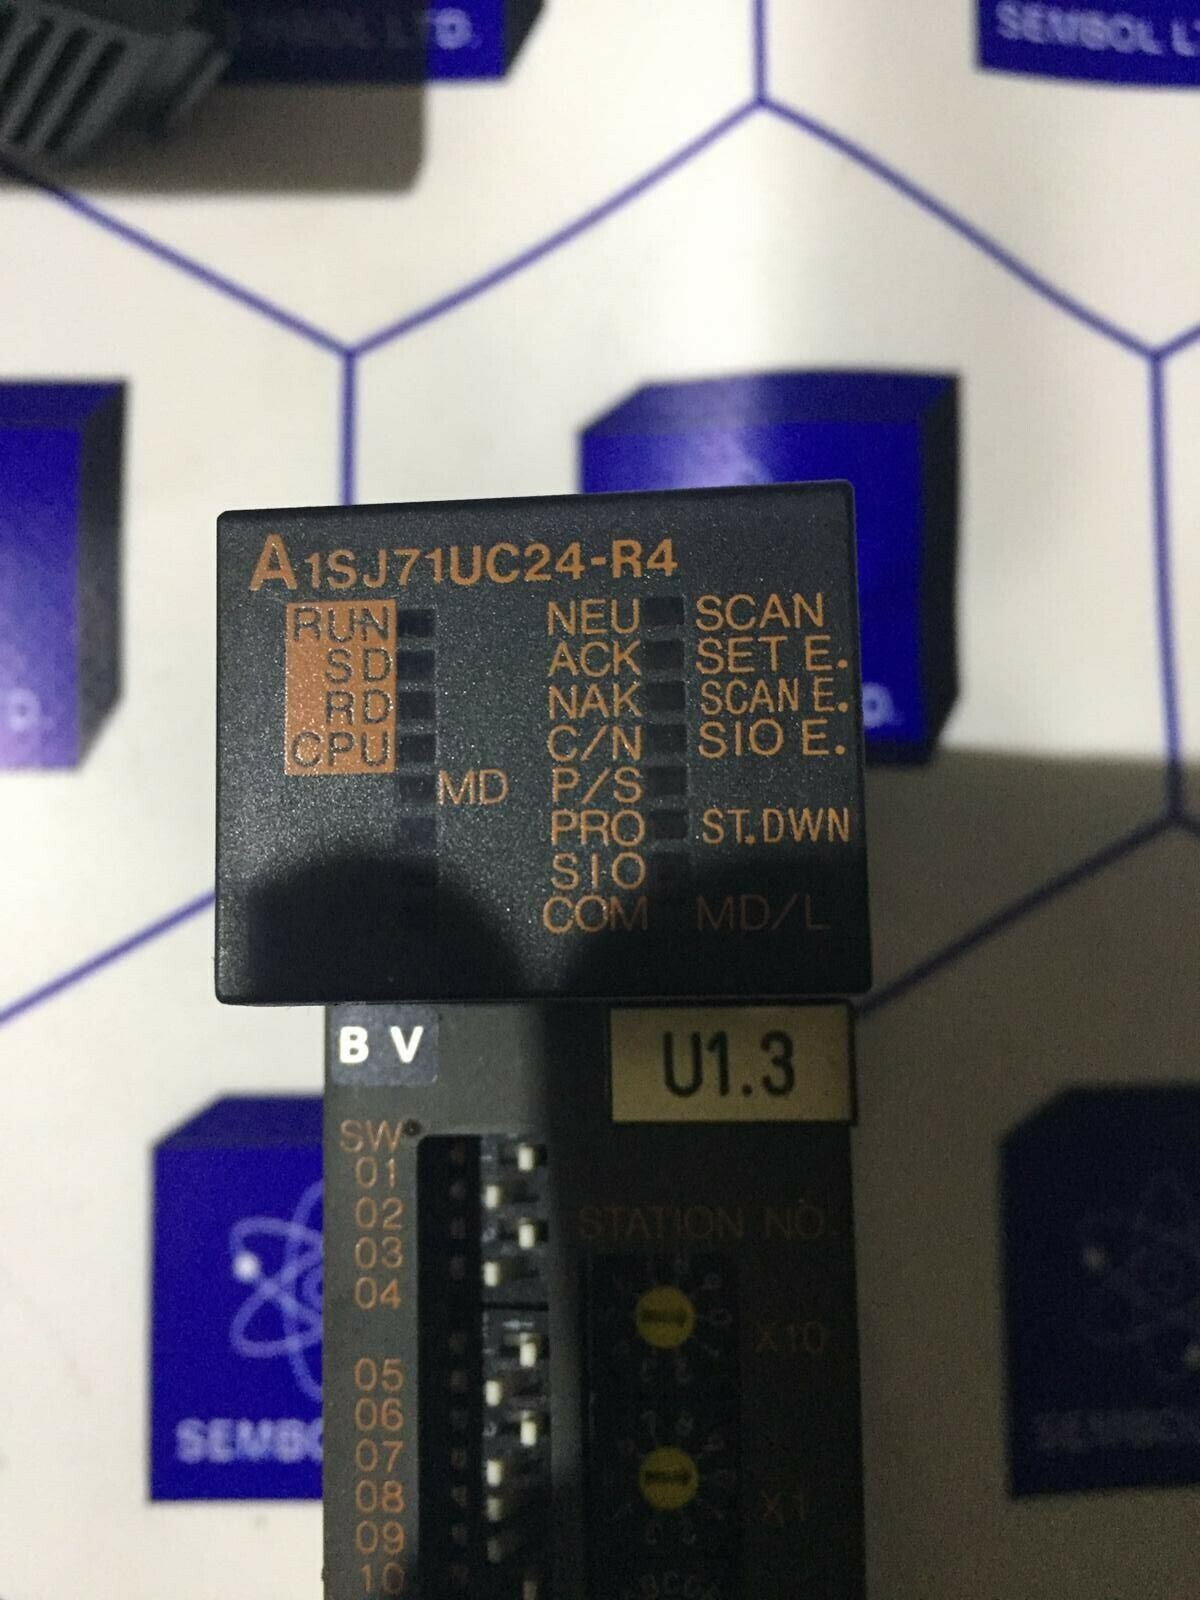 SEMBOL L
A1SJ71UC24-R4
RUN NEU SCAN
SD ACK SET E.
RD NAK SCAN E.
CPU C/N SIO E.
MD P/S
PRO ST.DWN
SIO
COM MD/L
B V U1.3
SW
01
02 STATION NO.
03
04
X10
05
06
07
08 X1
09
10
D.
D.
SEMBO